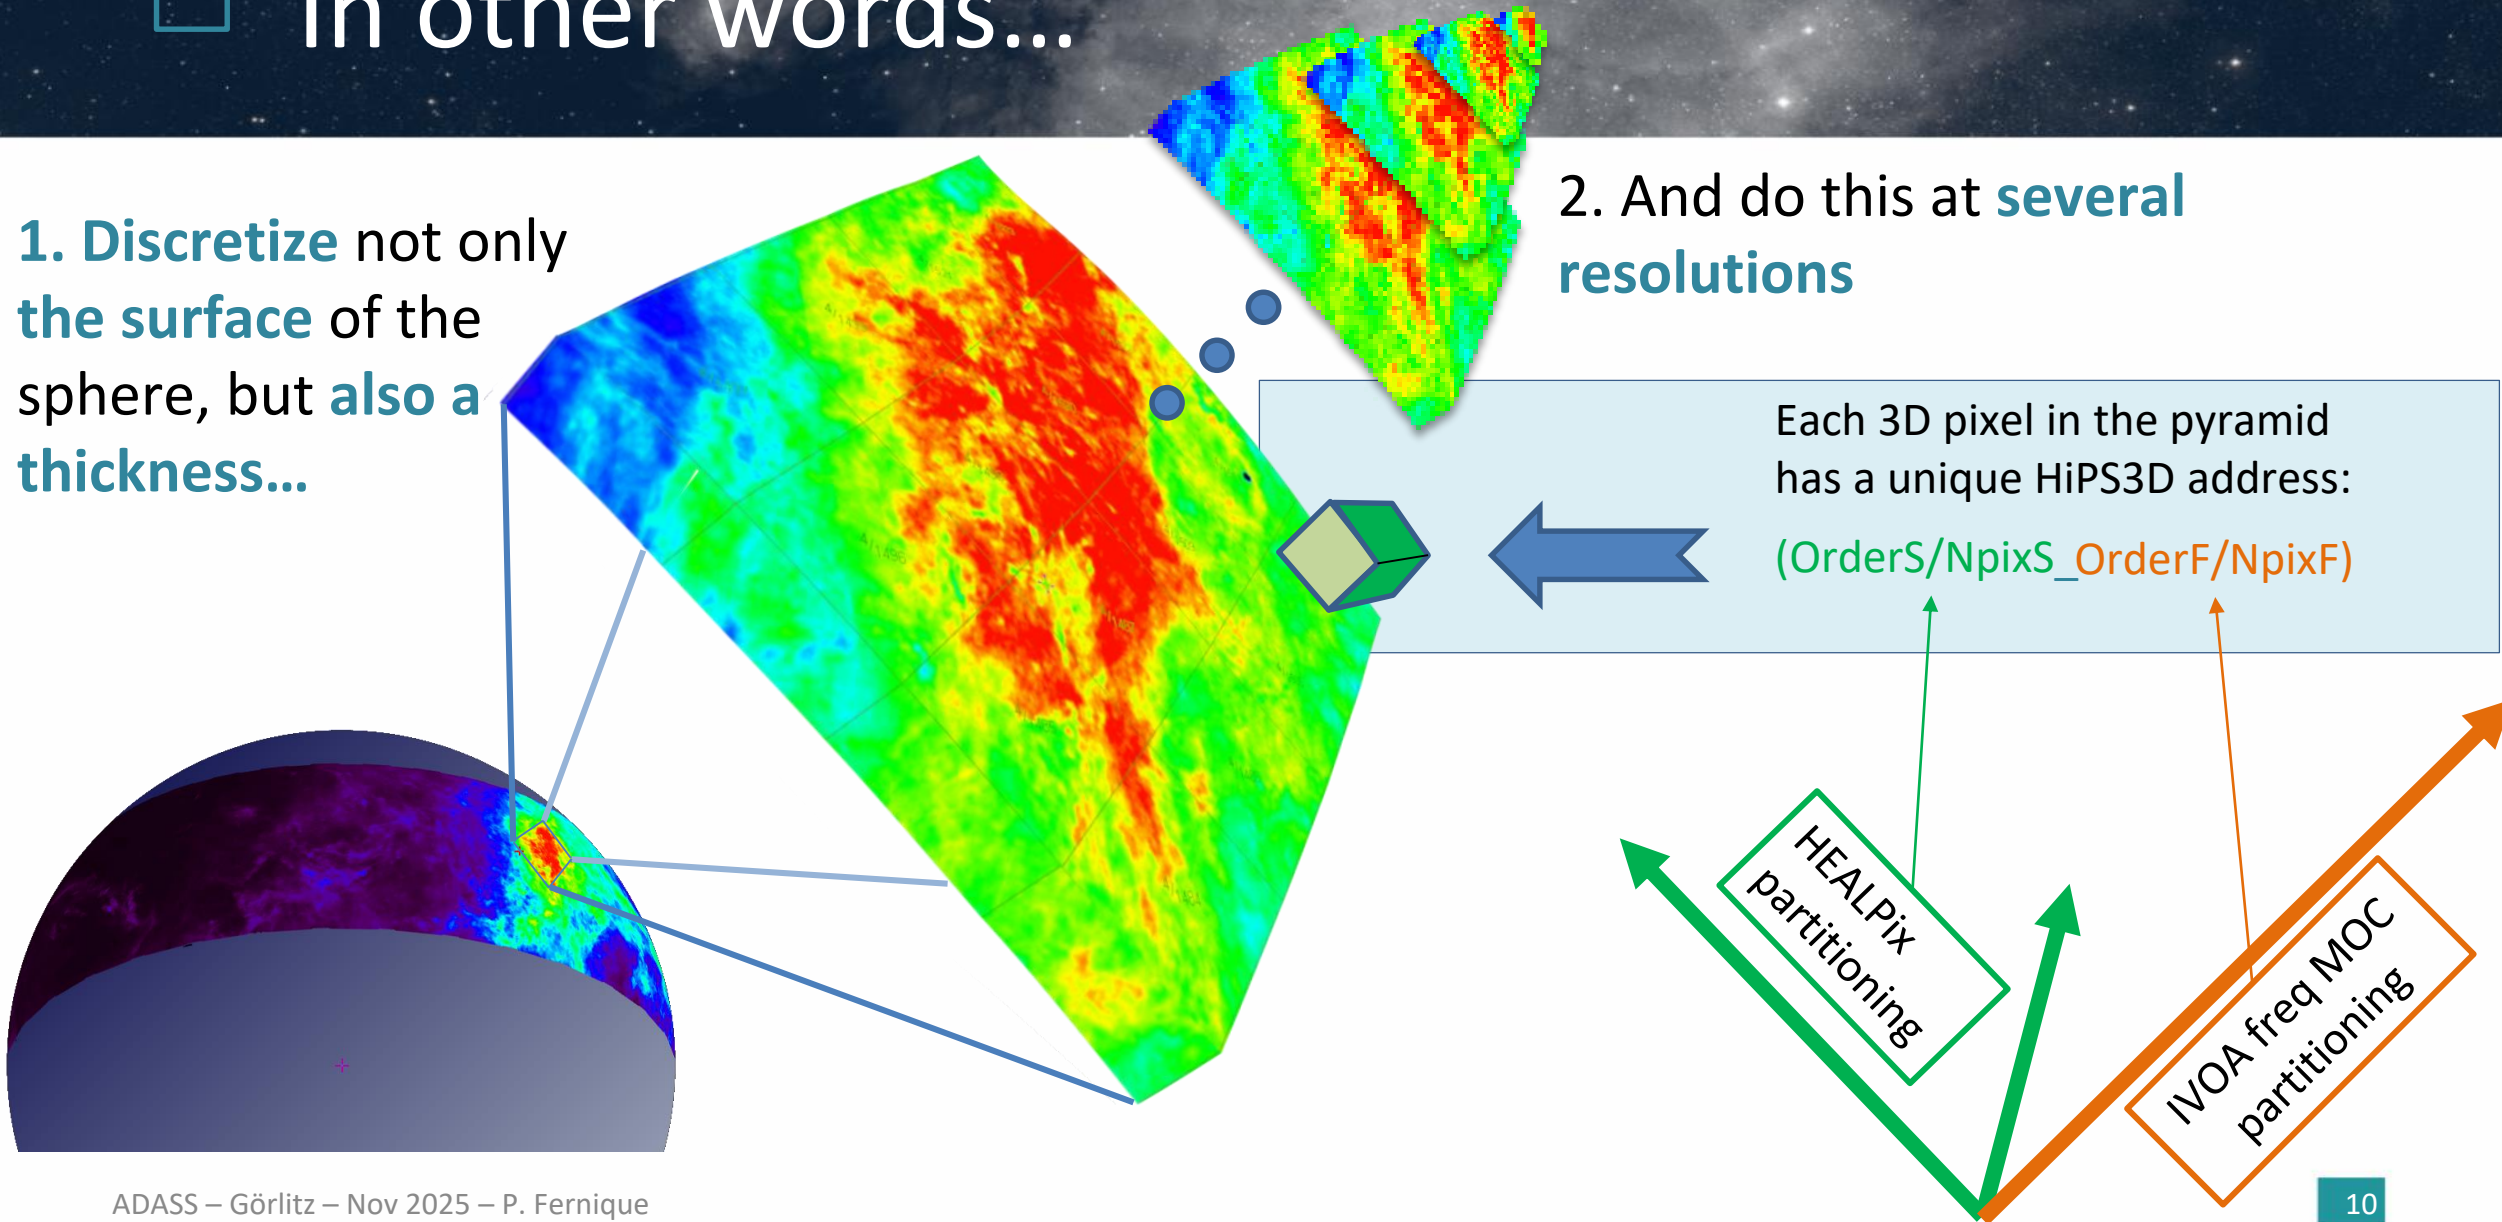 In other words...
1. Discretize not only
the surface of the
sphere, but also a
thickness...
2. And do this at several
resolutions
Each 3D pixel in the pyramid
has a unique HiPS3D address:
(OrderS/NpixS_OrderF/NpixF)
HEALPix
partitioning
IVOA freq MOC
partitioning
ADASS – Görlitz – Nov 2025 – P. Fernique
10